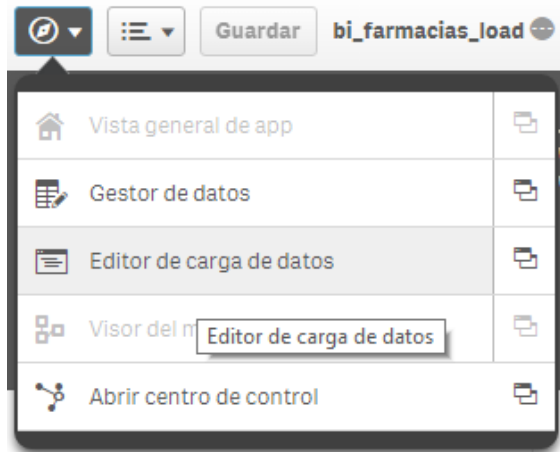 Guardar bi_farmacias_load
Vista general de app
Gestor de datos
Editor de carga de datos
Visor del m
Editor de carga de datos
Abrir centro de control